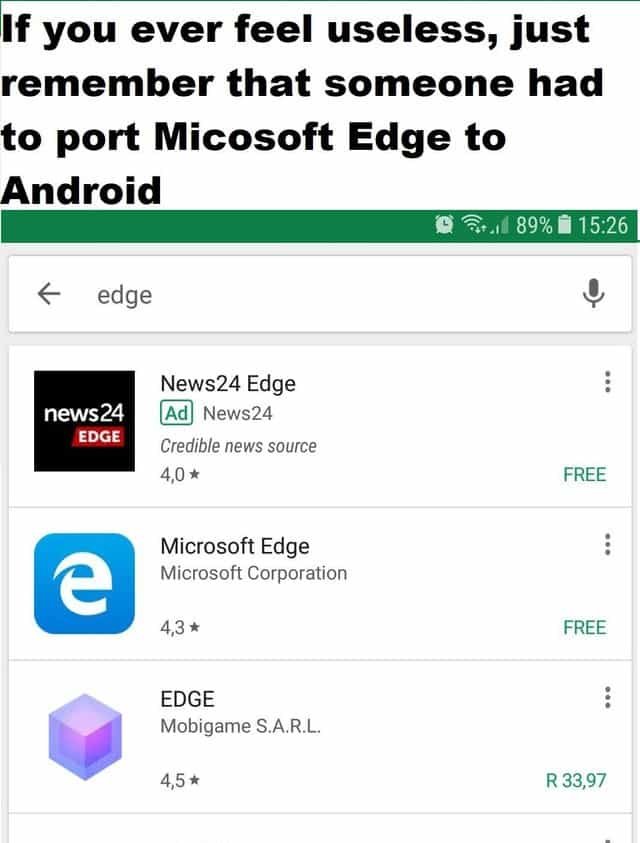 If you ever feel useless, just
remember that someone had
to port Micosoft Edge to
Android
89% 15:26
edge
news24
EDGE
News24 Edge
Ad News24
Credible news source
4,0 ★
FREE
Microsoft Edge
Microsoft Corporation
4,3 ★
FREE
EDGE
Mobigame S.A.R.L.
4,5 ★
R 33,97